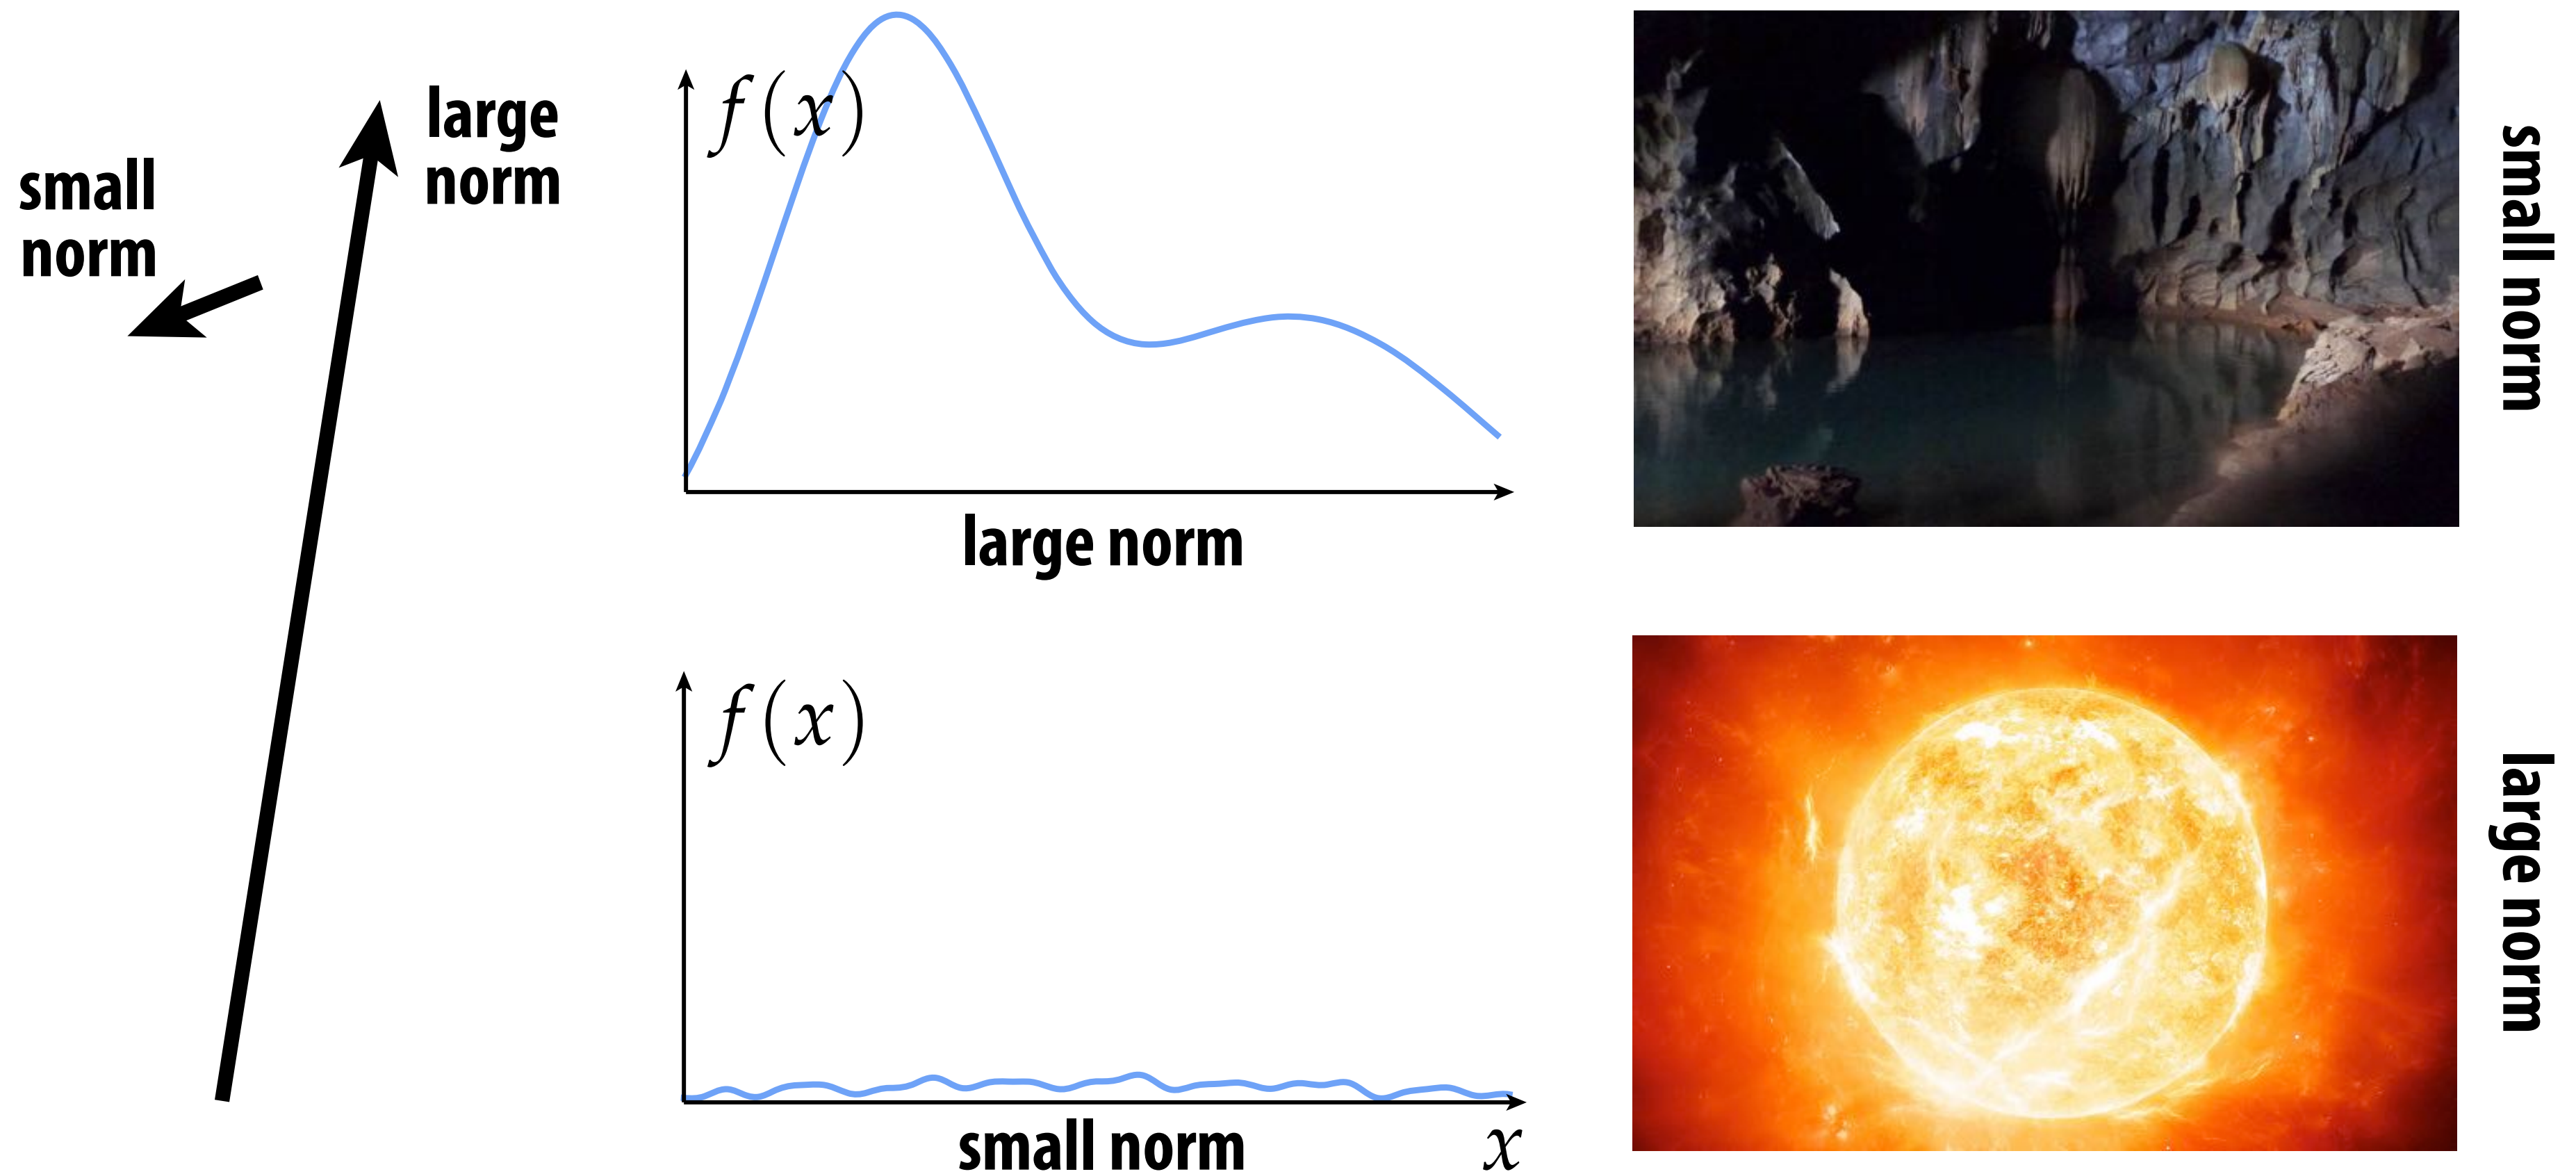 large
norm
small
norm
f(x)
large norm
f(x)
small norm
x
small norm
large norm